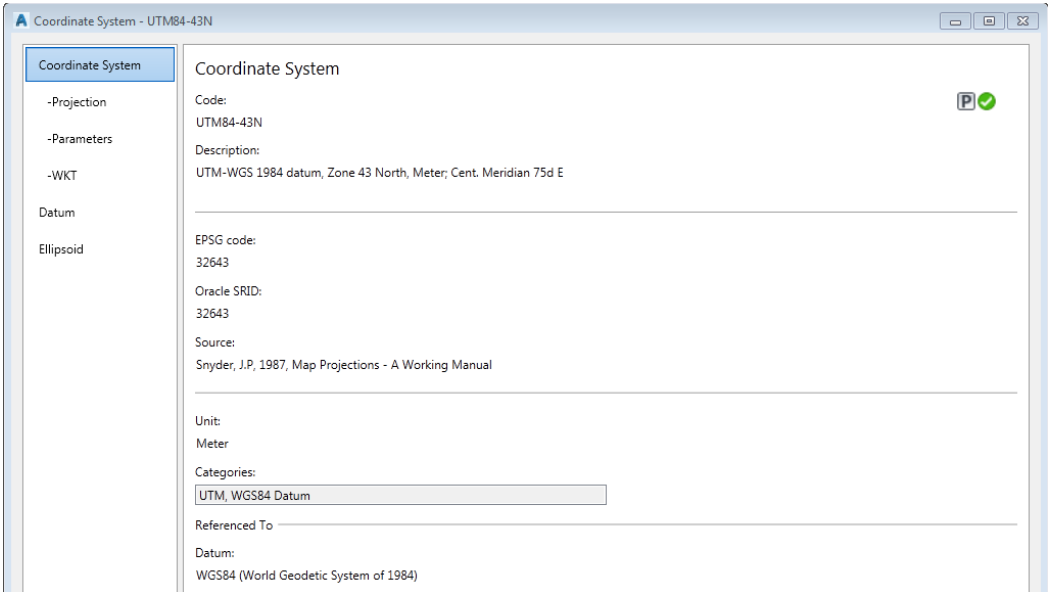 Coordinate System - UTM84-43N
Coordinate System
-Projection
-Parameters
-WKT
Datum
Ellipsoid
Coordinate System
Code:
P
UTM84-43N
Description:
UTM-WGS 1984 datum, Zone 43 North, Meter; Cent. Meridian 75d E
EPSG code:
32643
Oracle SRID:
32643
Source:
Snyder, J.P, 1987, Map Projections - A Working Manual
Unit:
Meter
Categories:
UTM, WGS84 Datum
Referenced To
Datum:
WGS84 (World Geodetic System of 1984)